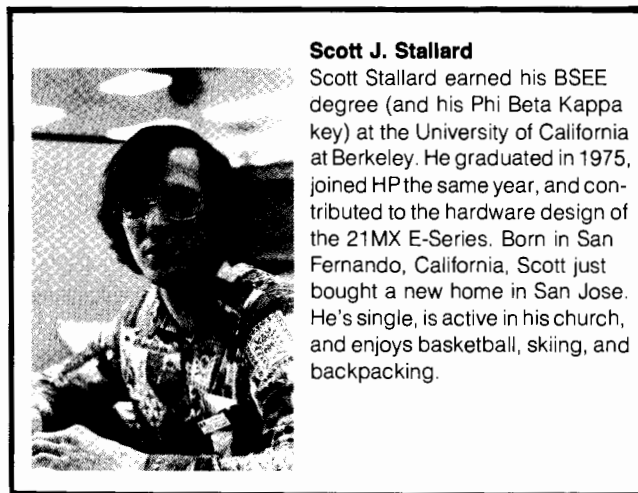 Scott J. Stallard
Scott Stallard earned his BSEE
degree (and his Phi Beta Kappa
key) at the University of California
at Berkeley. He graduated in 1975,
joined HP the same year, and con-
tributed to the hardware design of
the 21MX E-Series. Born in San
Fernando, California, Scott just
bought a new home in San Jose.
He's single, is active in his church,
and enjoys basketball, skiing, and
backpacking.